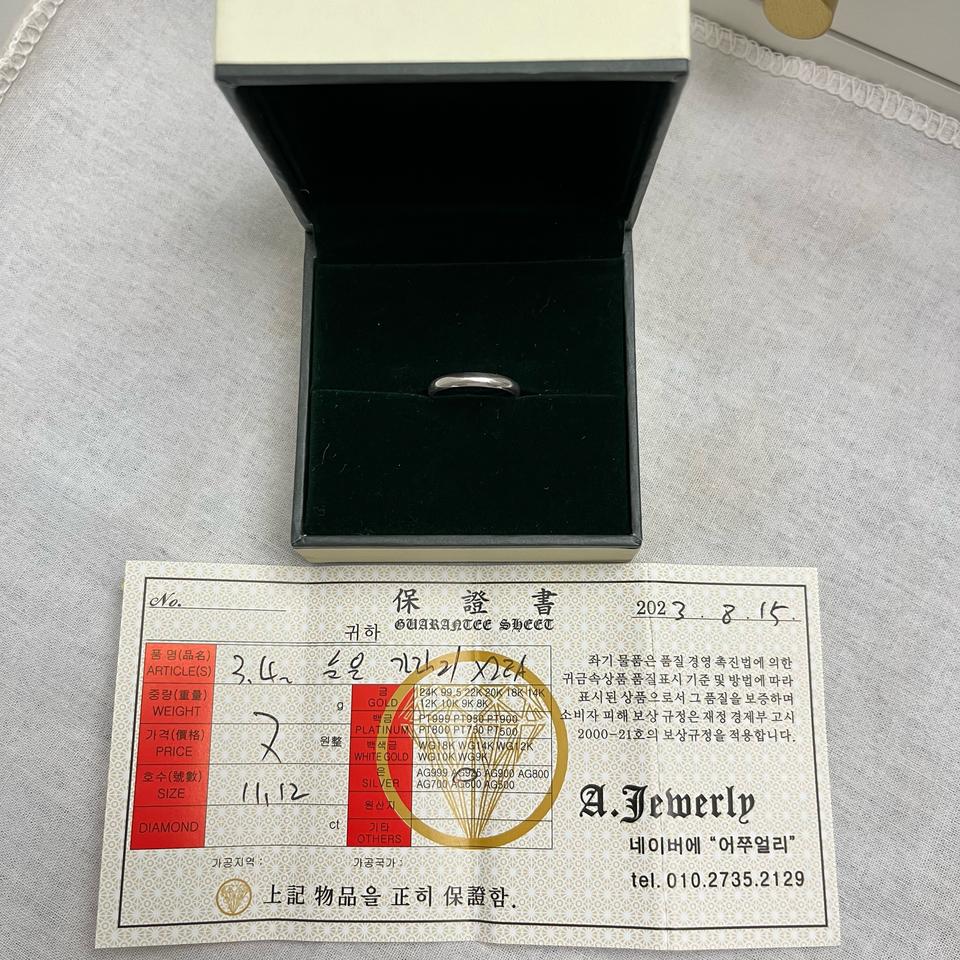 No.
保 證 書
GUARANTEE SHEET
귀하
2023. 8. 15.
품 명(品名)
ARTICLE(S)
3.4
중량(重量)
WEIGHT
g
가격(價格)
PRICE
원整
호수(號數)
SIZE
11, 12
DIAMOND
ct
금
GOLD
24K 99.5 22K 20K 18K 14K
12K 10K 9K 8K
백금
PLATINUM
PT999 PT950 PT900
PT800 PT750 PT500
백색금
WHITE GOLD
WG18K WG14K WG12K
WG10K WG9K
은
SILVER
AG999 AG925 AG900 AG800
AG700 AG600 AG500
원산지
기타
OTHERS
가공지역 :
가공국가 :
上記 物品을 正히 保證함.
좌기 물품은 품질 경영 촉진법에 의한
귀금속상품 품질표시 기준 및 방법에 따라
표시된 상품으로서 그 품질을 보증하며
소비자 피해 보상 규정은 재정 경제부 고시
2000-21호의 보상규정을 적용합니다.
A.Jewerly
네이버에 "어쭈얼리"
tel. 010.2735.2129